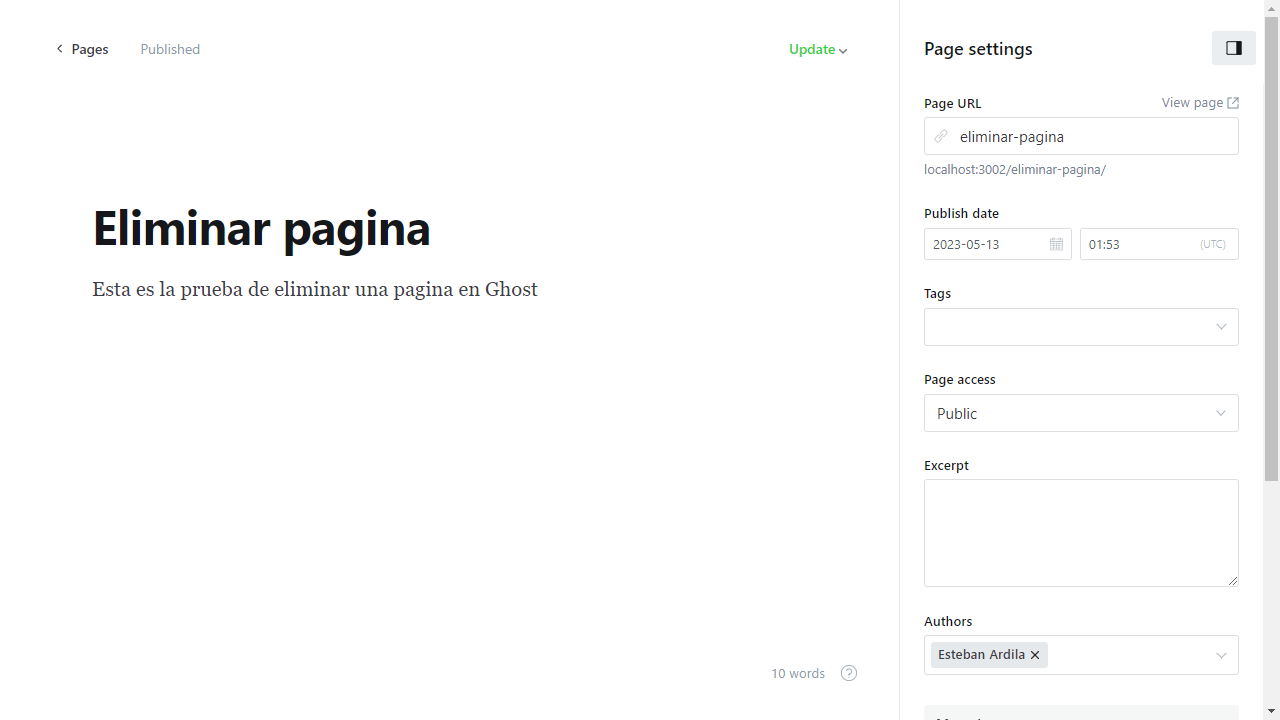 Pages
Published
Update
Eliminar pagina
Esta es la prueba de eliminar una pagina en Ghost
10 words
?
Page settings
Page URL
View page
eliminar-pagina
localhost:3002/eliminar-pagina/
Publish date
2023-05-13
01:53
(UTC)
Tags
Page access
Public
Excerpt
Authors
Esteban Ardila ×